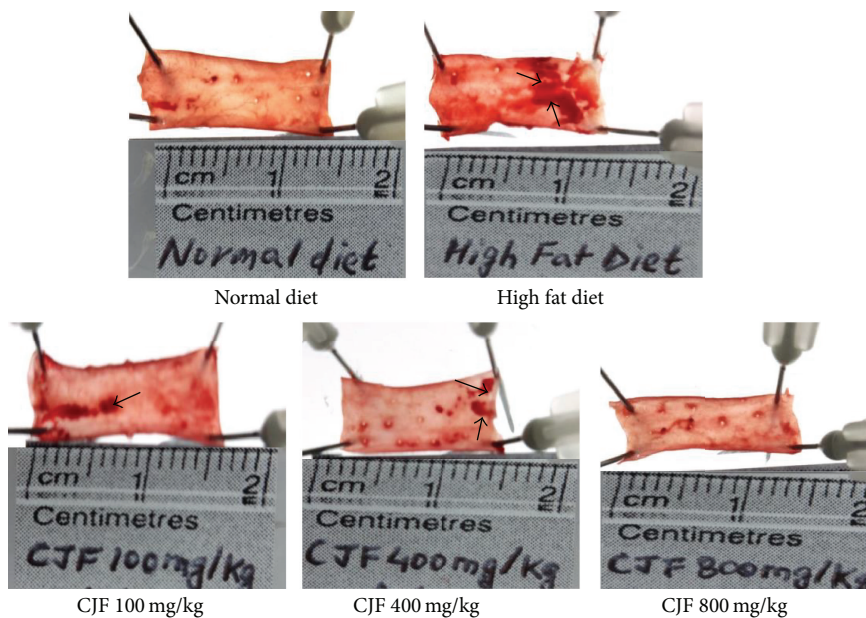 cm 1 2
Centimetres
Normal diet
cm 1 2
Centimetres
High Fat Diet
Normal diet
High fat diet
cm 1 2
Centimetres
CJF 100mg/Kg
cm 1 2
Centimetres
CJF 400mg/Kg
cm 1 2
Centimetres
CJF 800mg/Kg
CJF 100 mg/kg
CJF 400 mg/kg
CJF 800 mg/kg